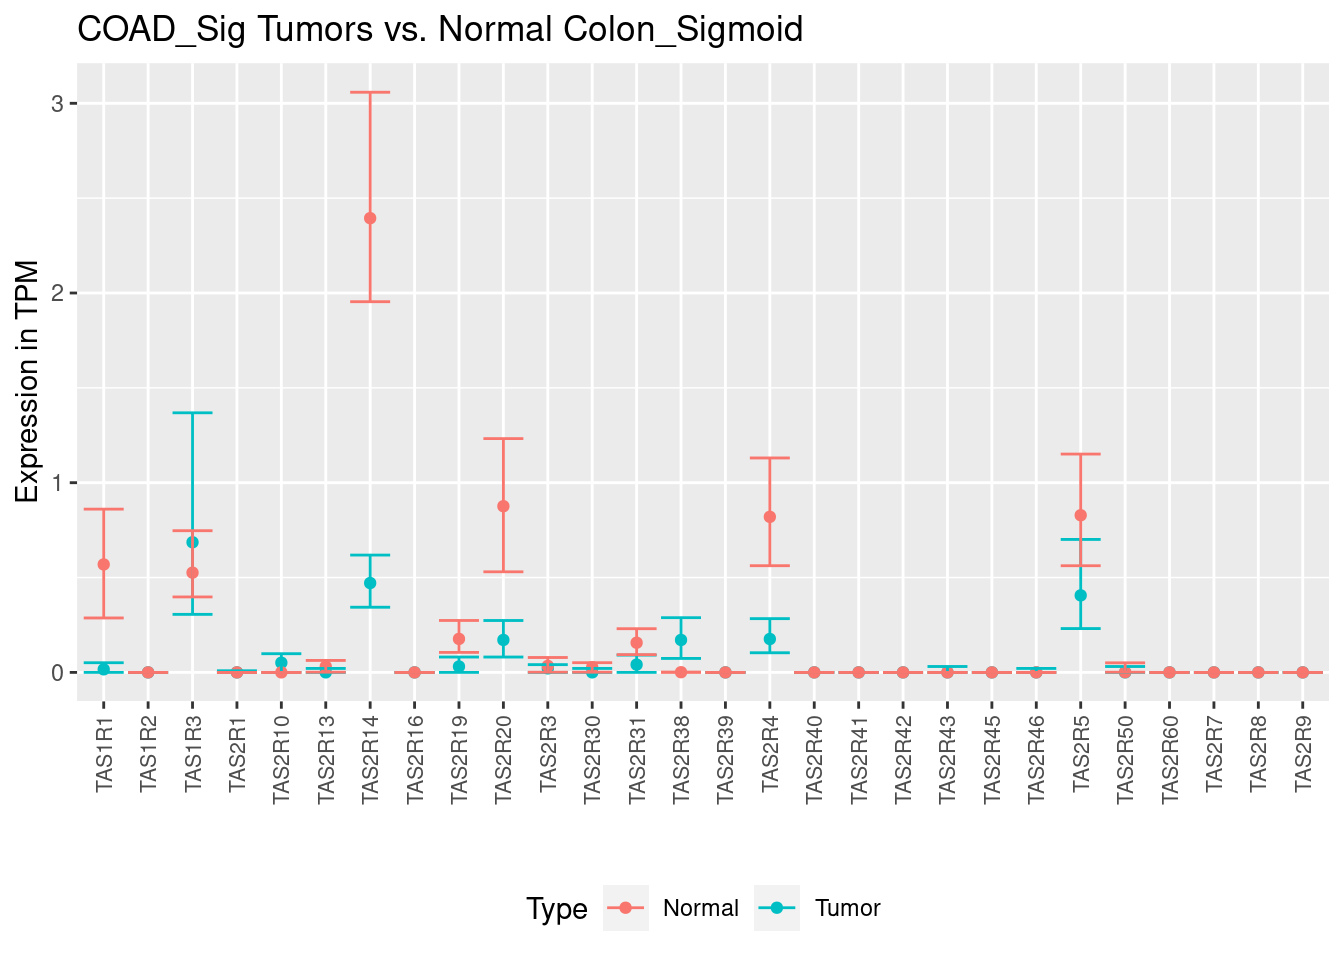 COAD_Sig Tumors vs. Normal Colon_Sigmoid
Expression in TPM
3
2
1
0
TAS1R1
TAS1R2
TAS1R3
TAS2R1
TAS2R10
TAS2R13
TAS2R14
TAS2R16
TAS2R19
TAS2R20
TAS2R3
TAS2R30
TAS2R31
TAS2R38
TAS2R39
TAS2R4
TAS2R40
TAS2R41
TAS2R42
TAS2R43
TAS2R45
TAS2R46
TAS2R5
TAS2R50
TAS2R60
TAS2R7
TAS2R8
TAS2R9
Type Normal Tumor